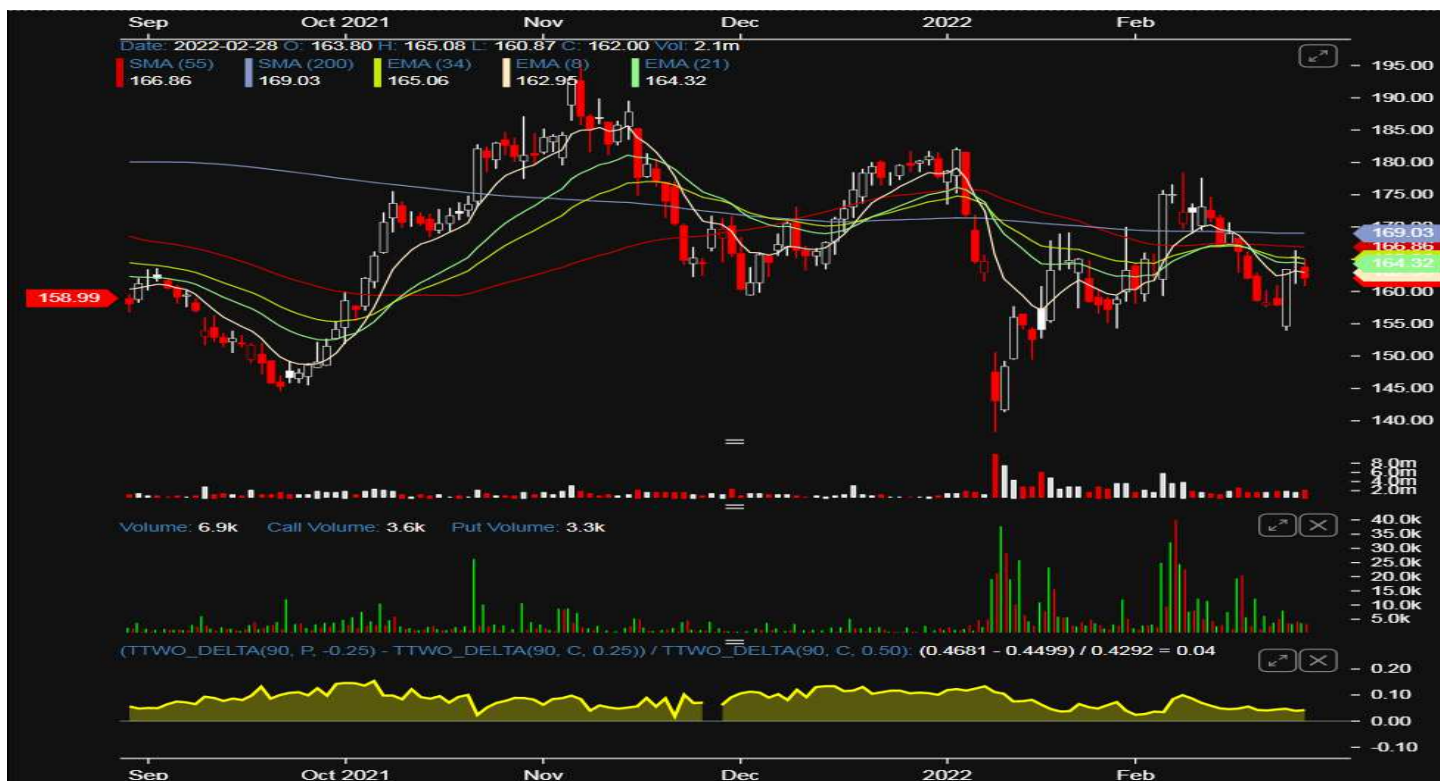 Sep Oct 2021 Nov Dec 2022 Feb
Date: 2022-02-28 O: 163.80 H: 165.08 L: 160.87 C: 162.00 Vol: 2.1m
SMA (55) SMA (200) EMA (34) EMA (8) EMA (21)
166.86 169.03 165.06 162.95 164.32
195.00
190.00
185.00
180.00
175.00
169.03
166.86
164.32
158.99
160.00
155.00
150.00
145.00
140.00
8.0m
6.0m
4.0m
2.0m
Volume: 6.9k Call Volume: 3.6k Put Volume: 3.3k
40.0k
35.0k
30.0k
25.0k
20.0k
15.0k
10.0k
5.0k
(TTWO_DELTA(90, P, -0.25) - TTWO_DELTA(90, C, 0.25)) / TTWO_DELTA(90, C, 0.50): (0.4681 - 0.4499) / 0.4292 = 0.04
0.20
0.10
0.00
-0.10
Sep Oct 2021 Nov Dec 2022 Feb